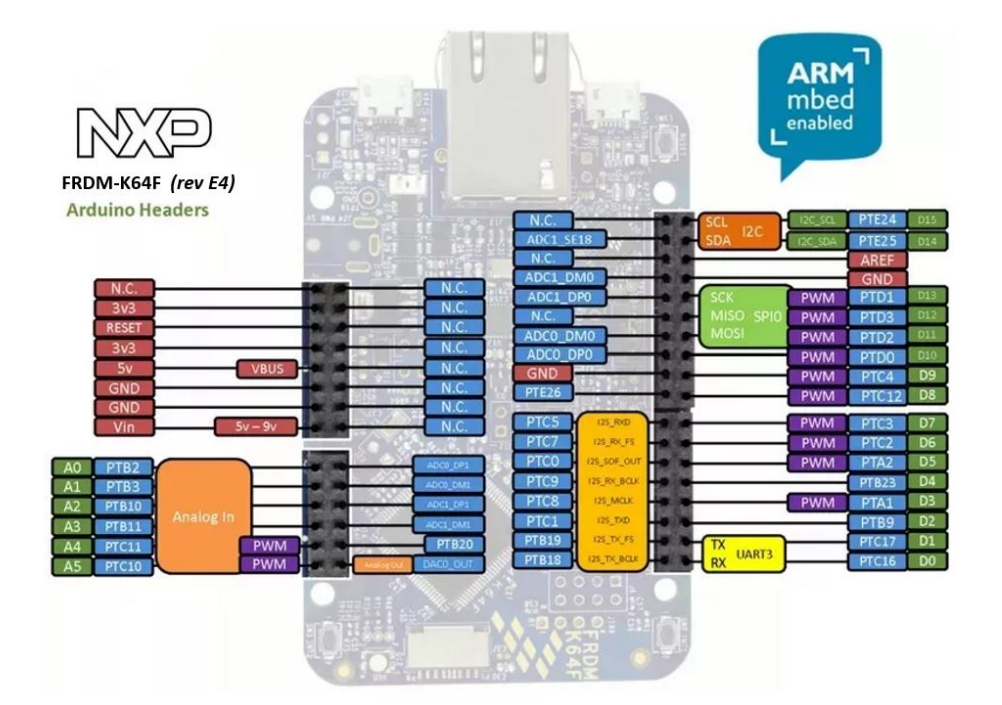 ARM
mbed
enabled
NXP
FRDM-K64F (rev E4)
Arduino Headers
N.C. SCL I2C I2C_SCL PTE24 D15
ADC1_SE18 SDA I2C_SDA PTE25 D14
N.C. AREF
ADC1_DM0 GND
ADC1_DP0 SCK PWM PTD1 D13
N.C. MISO SPI0 PWM PTD3 D12
ADC0_DM0 MOSI PWM PTD2 D11
ADC0_DP0 PWM PTD0 D10
GND PWM PTC4 D9
PTE26 PWM PTC12 D8
N.C. N.C.
3v3 N.C.
RESET N.C.
3v3 N.C.
5v VBUS N.C.
GND N.C.
GND N.C.
Vin 5v – 9v N.C.
PTC5 I2S_RXD PWM PTC3 D7
PTC7 I2S_RX_FS PWM PTC2 D6
PTC0 I2S_SOF_OUT PWM PTA2 D5
PTC9 I2S_RX_BCLK PTB23 D4
PTC8 I2S_MCLK PWM PTA1 D3
PTC1 I2S_TXD PTB9 D2
PTB19 I2S_TX_FS TX UART3 PTC17 D1
PTB18 I2S_TX_BCLK RX PTC16 D0
A0 PTB2 ADC0_DP1
A1 PTB3 ADC0_DM1
A2 PTB10 Analog In ADC1_DP1
A3 PTB11 ADC1_DM1
A4 PTC11 PWM PTB20
A5 PTC10 PWM Analog Out DAC0_OUT
FRDM
K64F